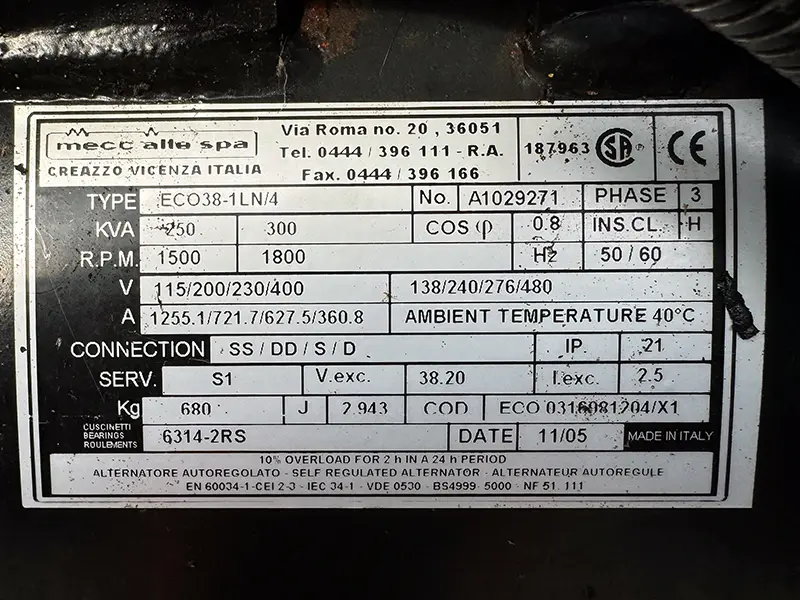 mecc alte spa
CREAZZO VICENZA ITALIA
Via Roma no. 20 , 36051
Tel. 0444 / 396 111 - R.A.
Fax. 0444 / 396 166
187963 CSA CE
TYPE ECO38-1LN/4 No. A1029271 PHASE 3
KVA 250 300 COS φ 0.8 INS.CL. H
R.P.M. 1500 1800 Hz 50 / 60
V 115/200/230/400 138/240/276/480
A 1255.1/721.7/627.5/360.8 AMBIENT TEMPERATURE 40°C
CONNECTION SS / DD / S / D IP 21
SERV. S1 V.exc. 38.20 I.exc. 2.5
Kg 680 J 2.943 COD ECO 0316981204/X1
CUSCINETTI
BEARINGS
ROULEMENTS
6314-2RS DATE 11/05 MADE IN ITALY
10% OVERLOAD FOR 2 h IN A 24 h PERIOD
ALTERNATORE AUTOREGOLATO - SELF REGULATED ALTERNATOR - ALTERNATEUR AUTOREGULE
EN 60034-1-CEI 2-3 - IEC 34-1 - VDE 0530 - BS4999 - 5000 - NF 51. 111